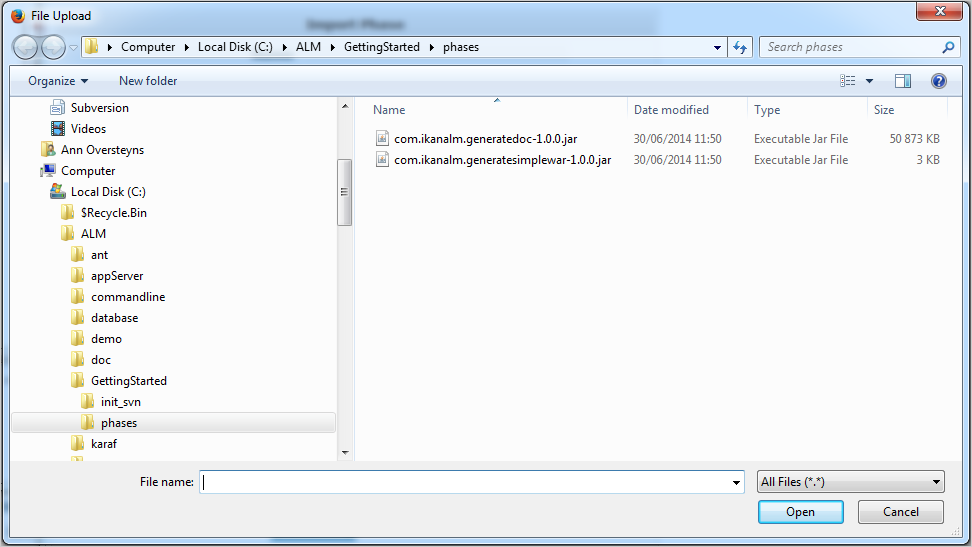 File Upload
Import Phase
Computer Local Disk (C:) ALM GettingStarted phases
Search phases
Organize New folder
Subversion
Videos
Ann Oversteyns
Computer
Local Disk (C:)
$Recycle.Bin
ALM
ant
appServer
commandline
database
demo
doc
GettingStarted
init_svn
phases
karaf
Name Date modified Type Size
com.ikanalm.generatedoc-1.0.0.jar 30/06/2014 11:50 Executable Jar File 50 873 KB
com.ikanalm.generatesimplewar-1.0.0.jar 30/06/2014 11:50 Executable Jar File 3 KB
File name:
All Files (*.*)
Open Cancel